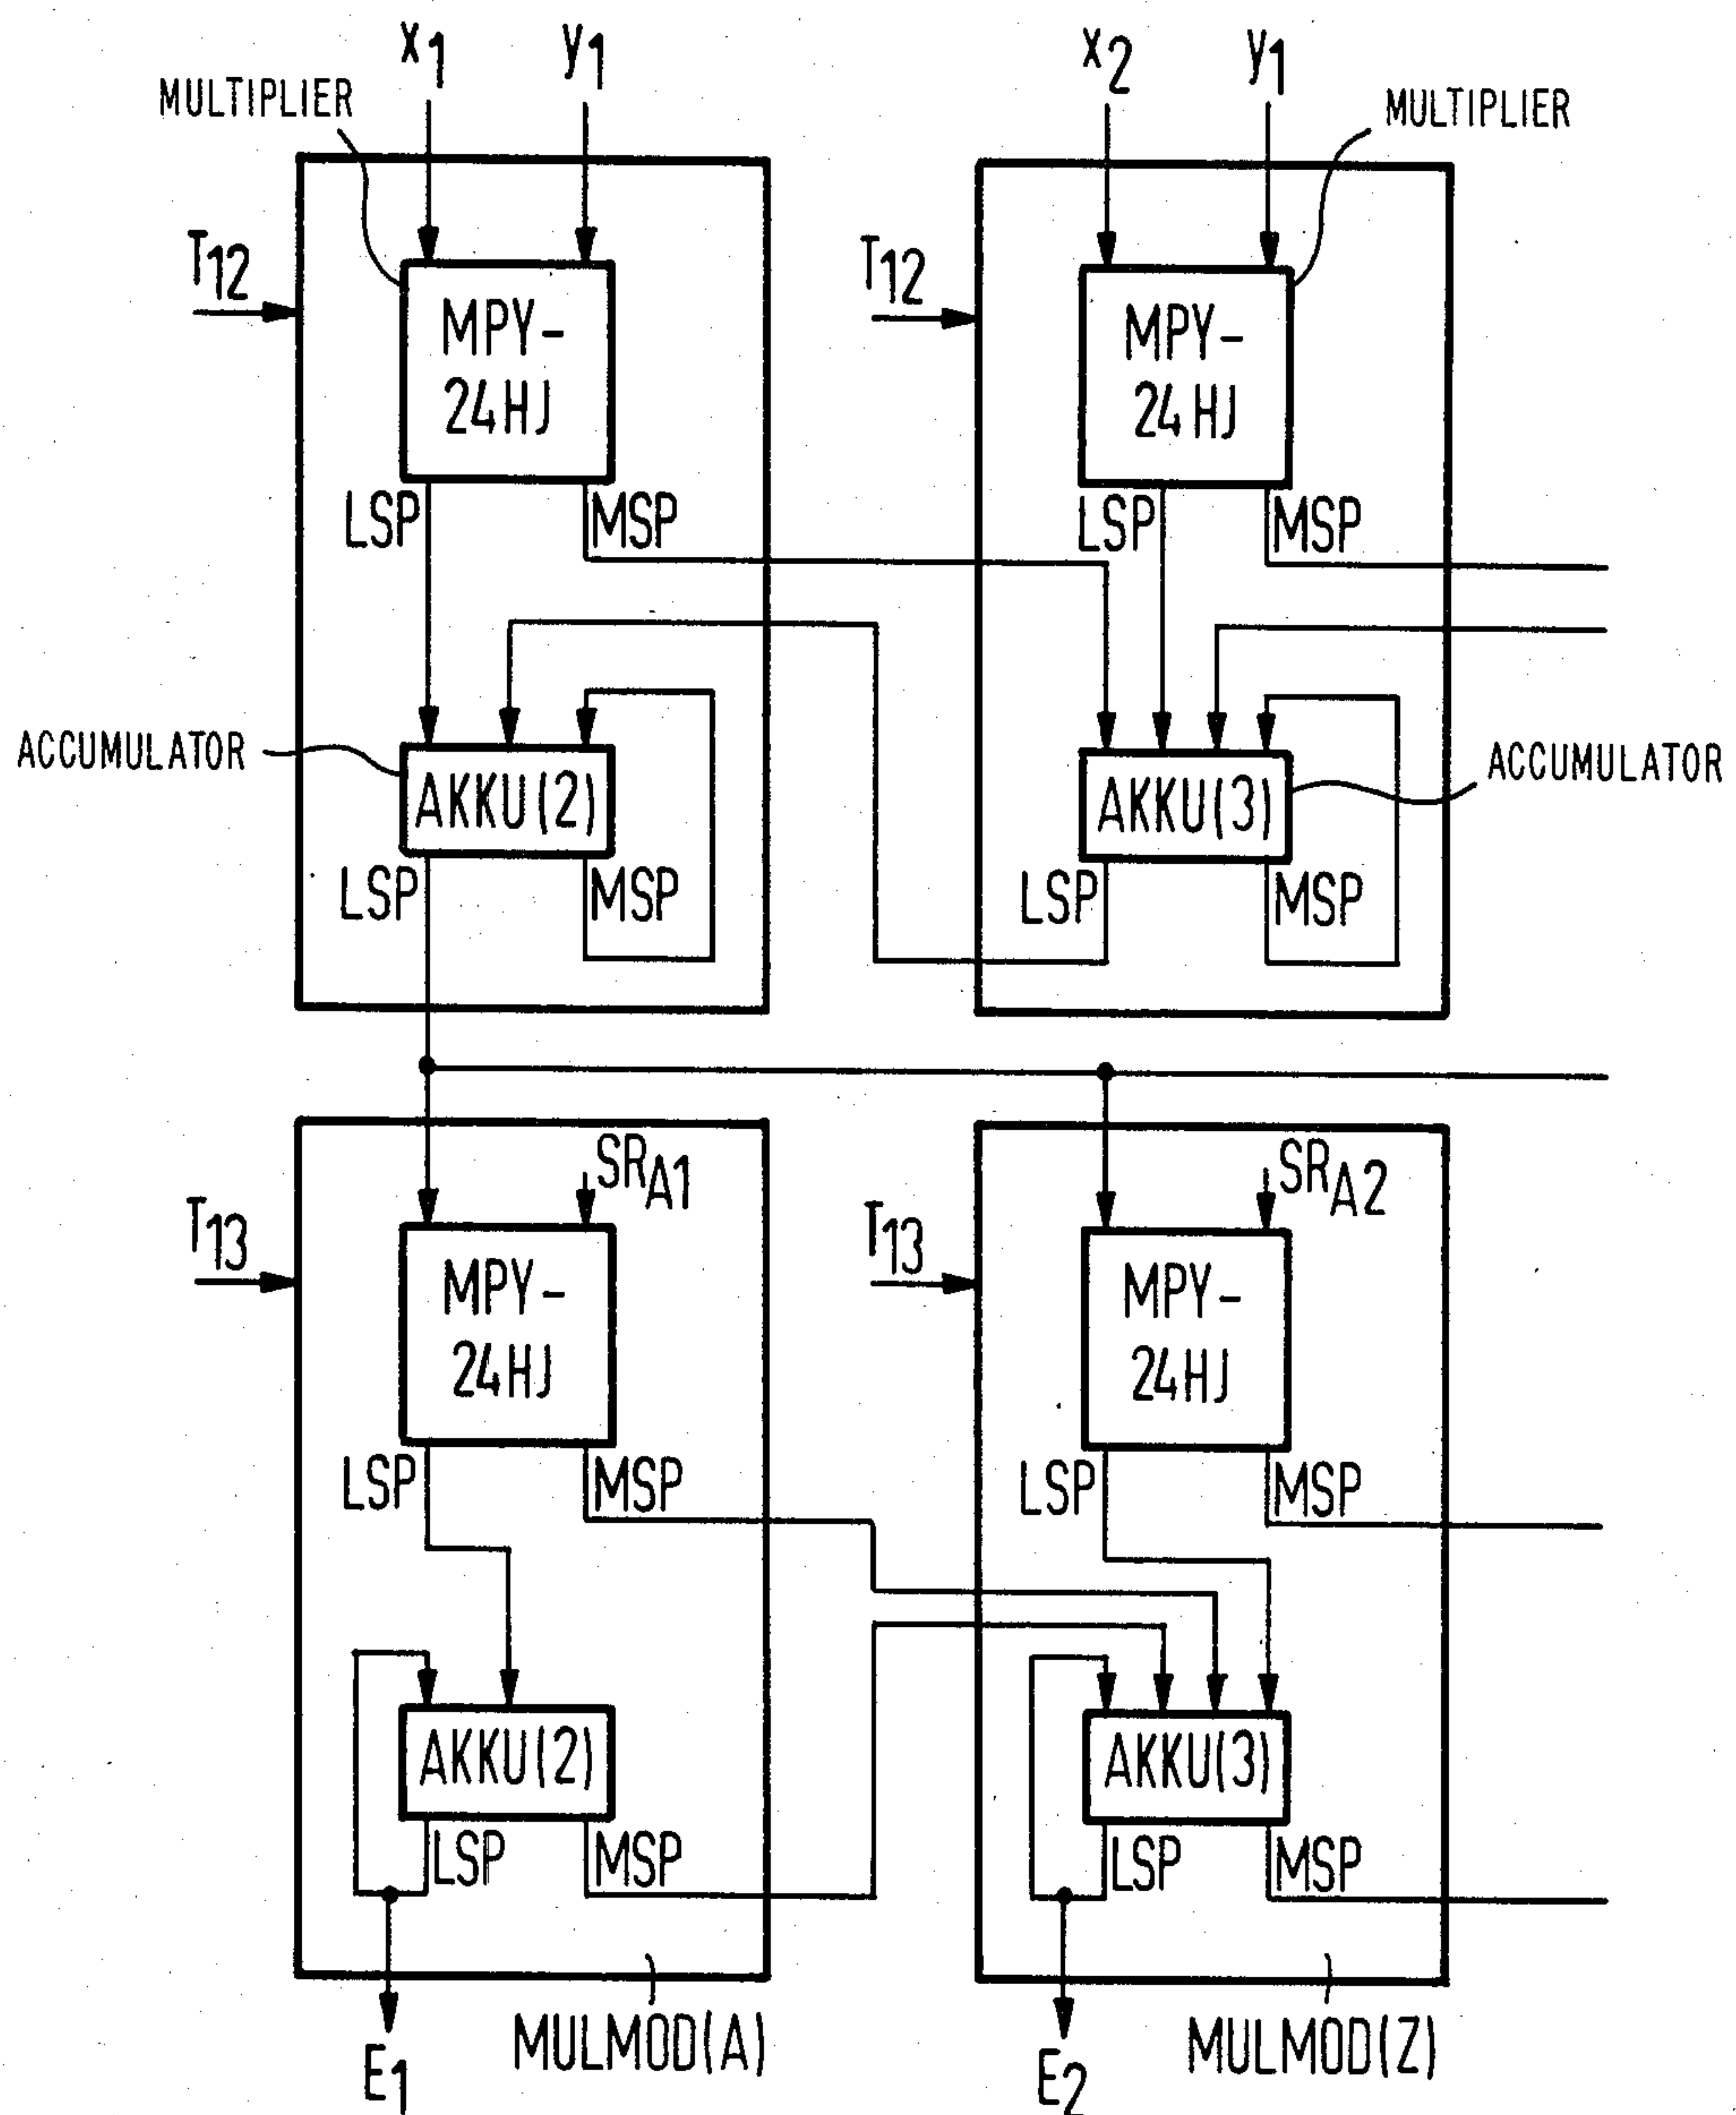 x1 y1 x2 y1
MULTIPLIER MULTIPLIER
T12 T12
MPY- MPY-
24HJ 24HJ
LSP MSP LSP MSP
ACCUMULATOR AKKU(2) AKKU(3) ACCUMULATOR
LSP MSP LSP MSP
SRA1 SRA2
T13 T13
MPY- MPY-
24HJ 24HJ
LSP MSP LSP MSP
AKKU(2) AKKU(3)
LSP MSP LSP MSP
MULMOD(A) MULMOD(Z)
E1 E2